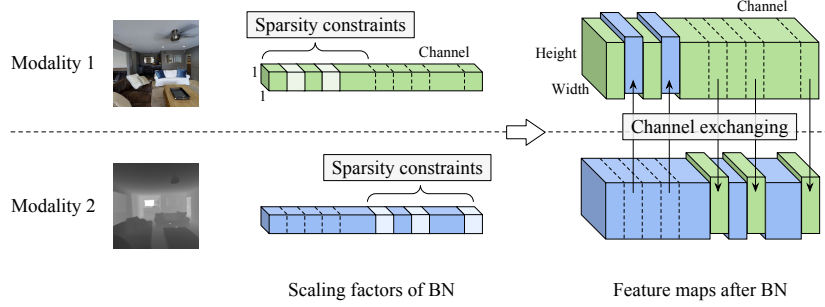 Sparsity constraints
Channel
Modality 1
1
1
Channel
Height
Width
Channel exchanging
Sparsity constraints
Modality 2
Scaling factors of BN
Feature maps after BN